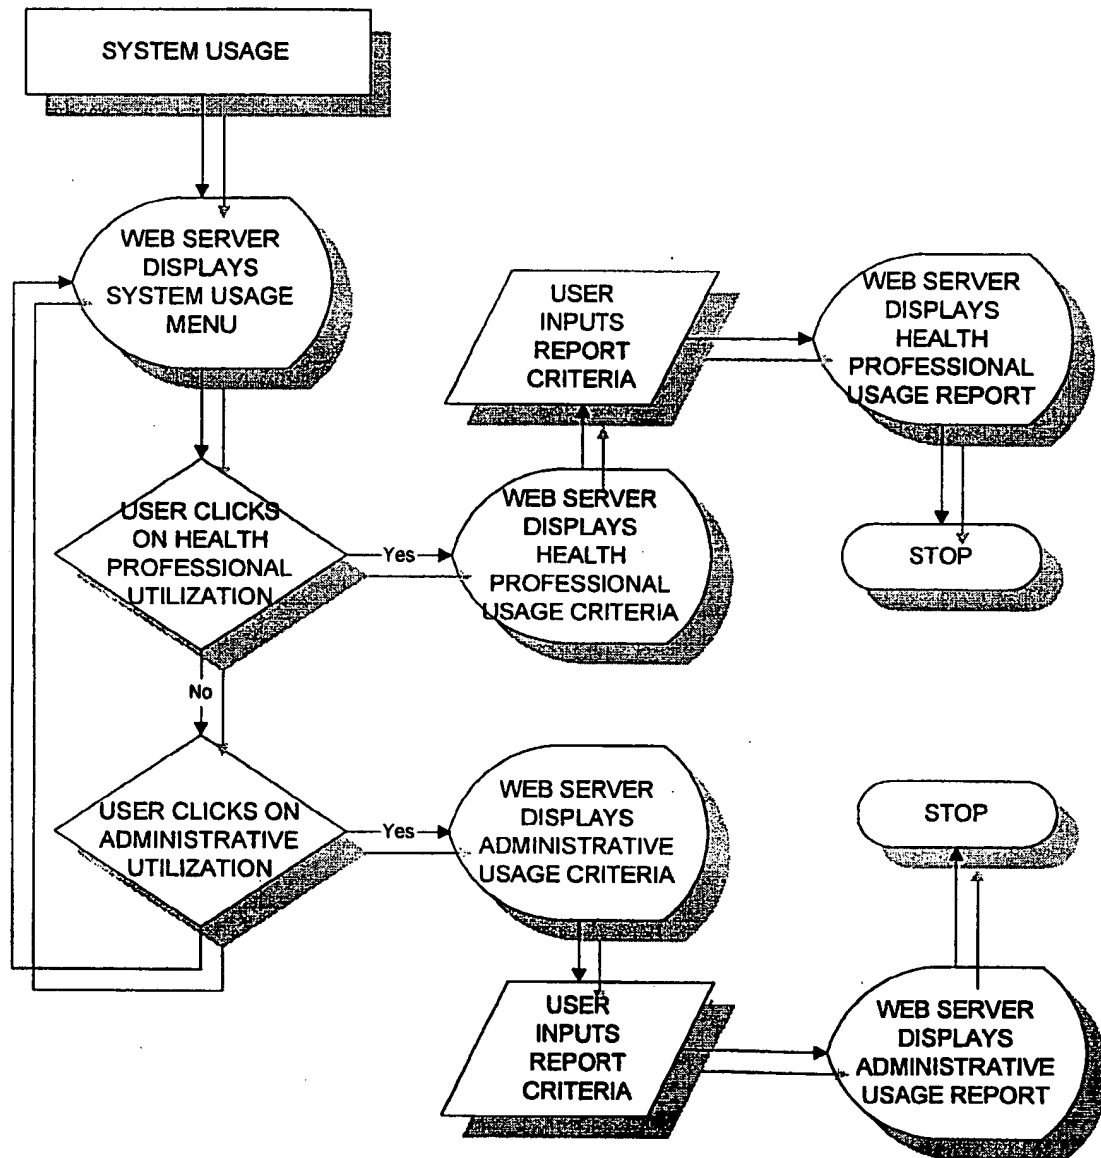 SYSTEM USAGE
WEB SERVER
DISPLAYS
SYSTEM USAGE
MENU
USER
INPUTS
REPORT
CRITERIA
WEB SERVER
DISPLAYS
HEALTH
PROFESSIONAL
USAGE REPORT
USER CLICKS
ON HEALTH
PROFESSIONAL
UTILIZATION
Yes
WEB SERVER
DISPLAYS
HEALTH
PROFESSIONAL
USAGE CRITERIA
STOP
No
USER CLICKS ON
ADMINISTRATIVE
UTILIZATION
Yes
WEB SERVER
DISPLAYS
ADMINISTRATIVE
USAGE CRITERIA
STOP
USER
INPUTS
REPORT
CRITERIA
WEB SERVER
DISPLAYS
ADMINISTRATIVE
USAGE REPORT